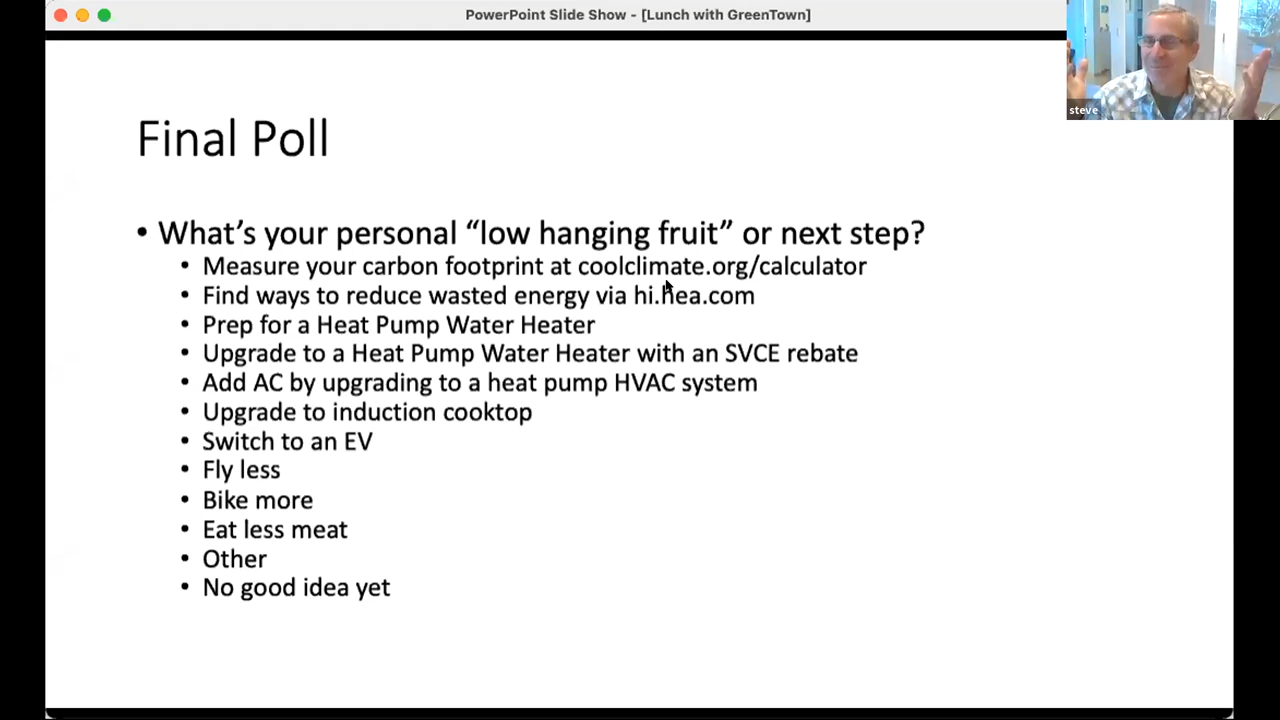 PowerPoint Slide Show - [Lunch with GreenTown]
steve
Final Poll
• What’s your personal “low hanging fruit” or next step?
• Measure your carbon footprint at coolclimate.org/calculator
• Find ways to reduce wasted energy via hi.hea.com
• Prep for a Heat Pump Water Heater
• Upgrade to a Heat Pump Water Heater with an SVCE rebate
• Add AC by upgrading to a heat pump HVAC system
• Upgrade to induction cooktop
• Switch to an EV
• Fly less
• Bike more
• Eat less meat
• Other
• No good idea yet